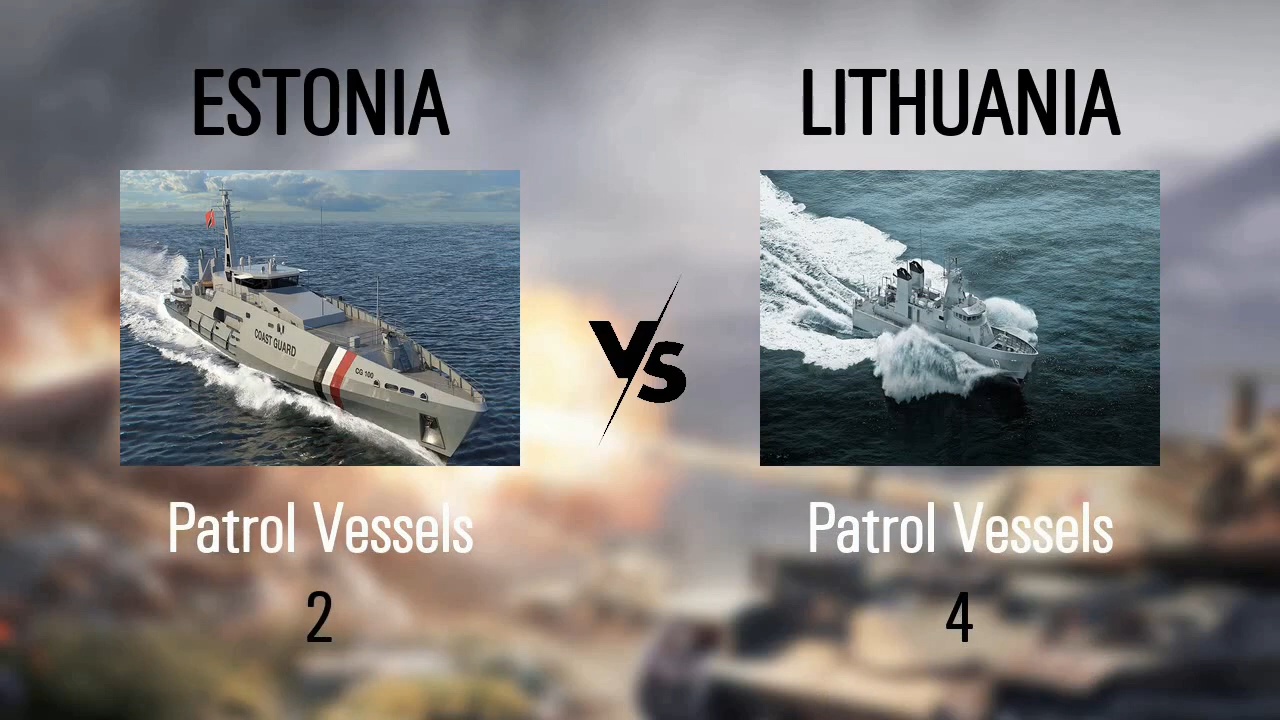 ESTONIA
LITHUANIA
COAST GUARD
CG 100
VS
Patrol Vessels
Patrol Vessels
2
4